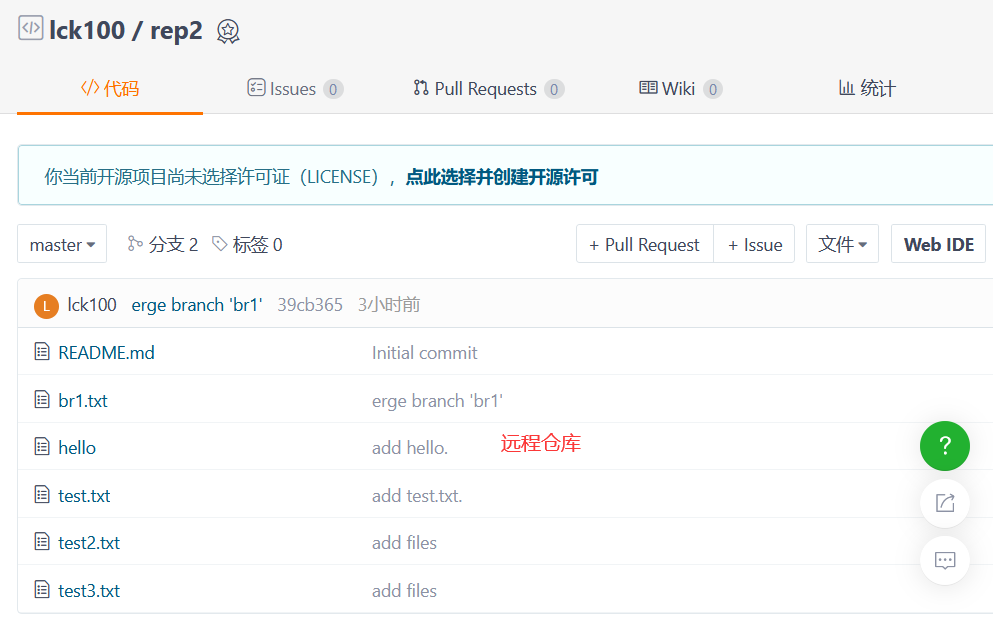 lck100 / rep2
代码 Issues 0 Pull Requests 0 Wiki 0 统计
你当前开源项目尚未选择许可证（LICENSE），点此选择并创建开源许可
master 分支 2 标签 0 + Pull Request + Issue 文件 Web IDE
L lck100 erge branch 'br1' 39cb365 3小时前
README.md Initial commit
br1.txt erge branch 'br1'
hello add hello. 远程仓库
test.txt add test.txt.
test2.txt add files
test3.txt add files